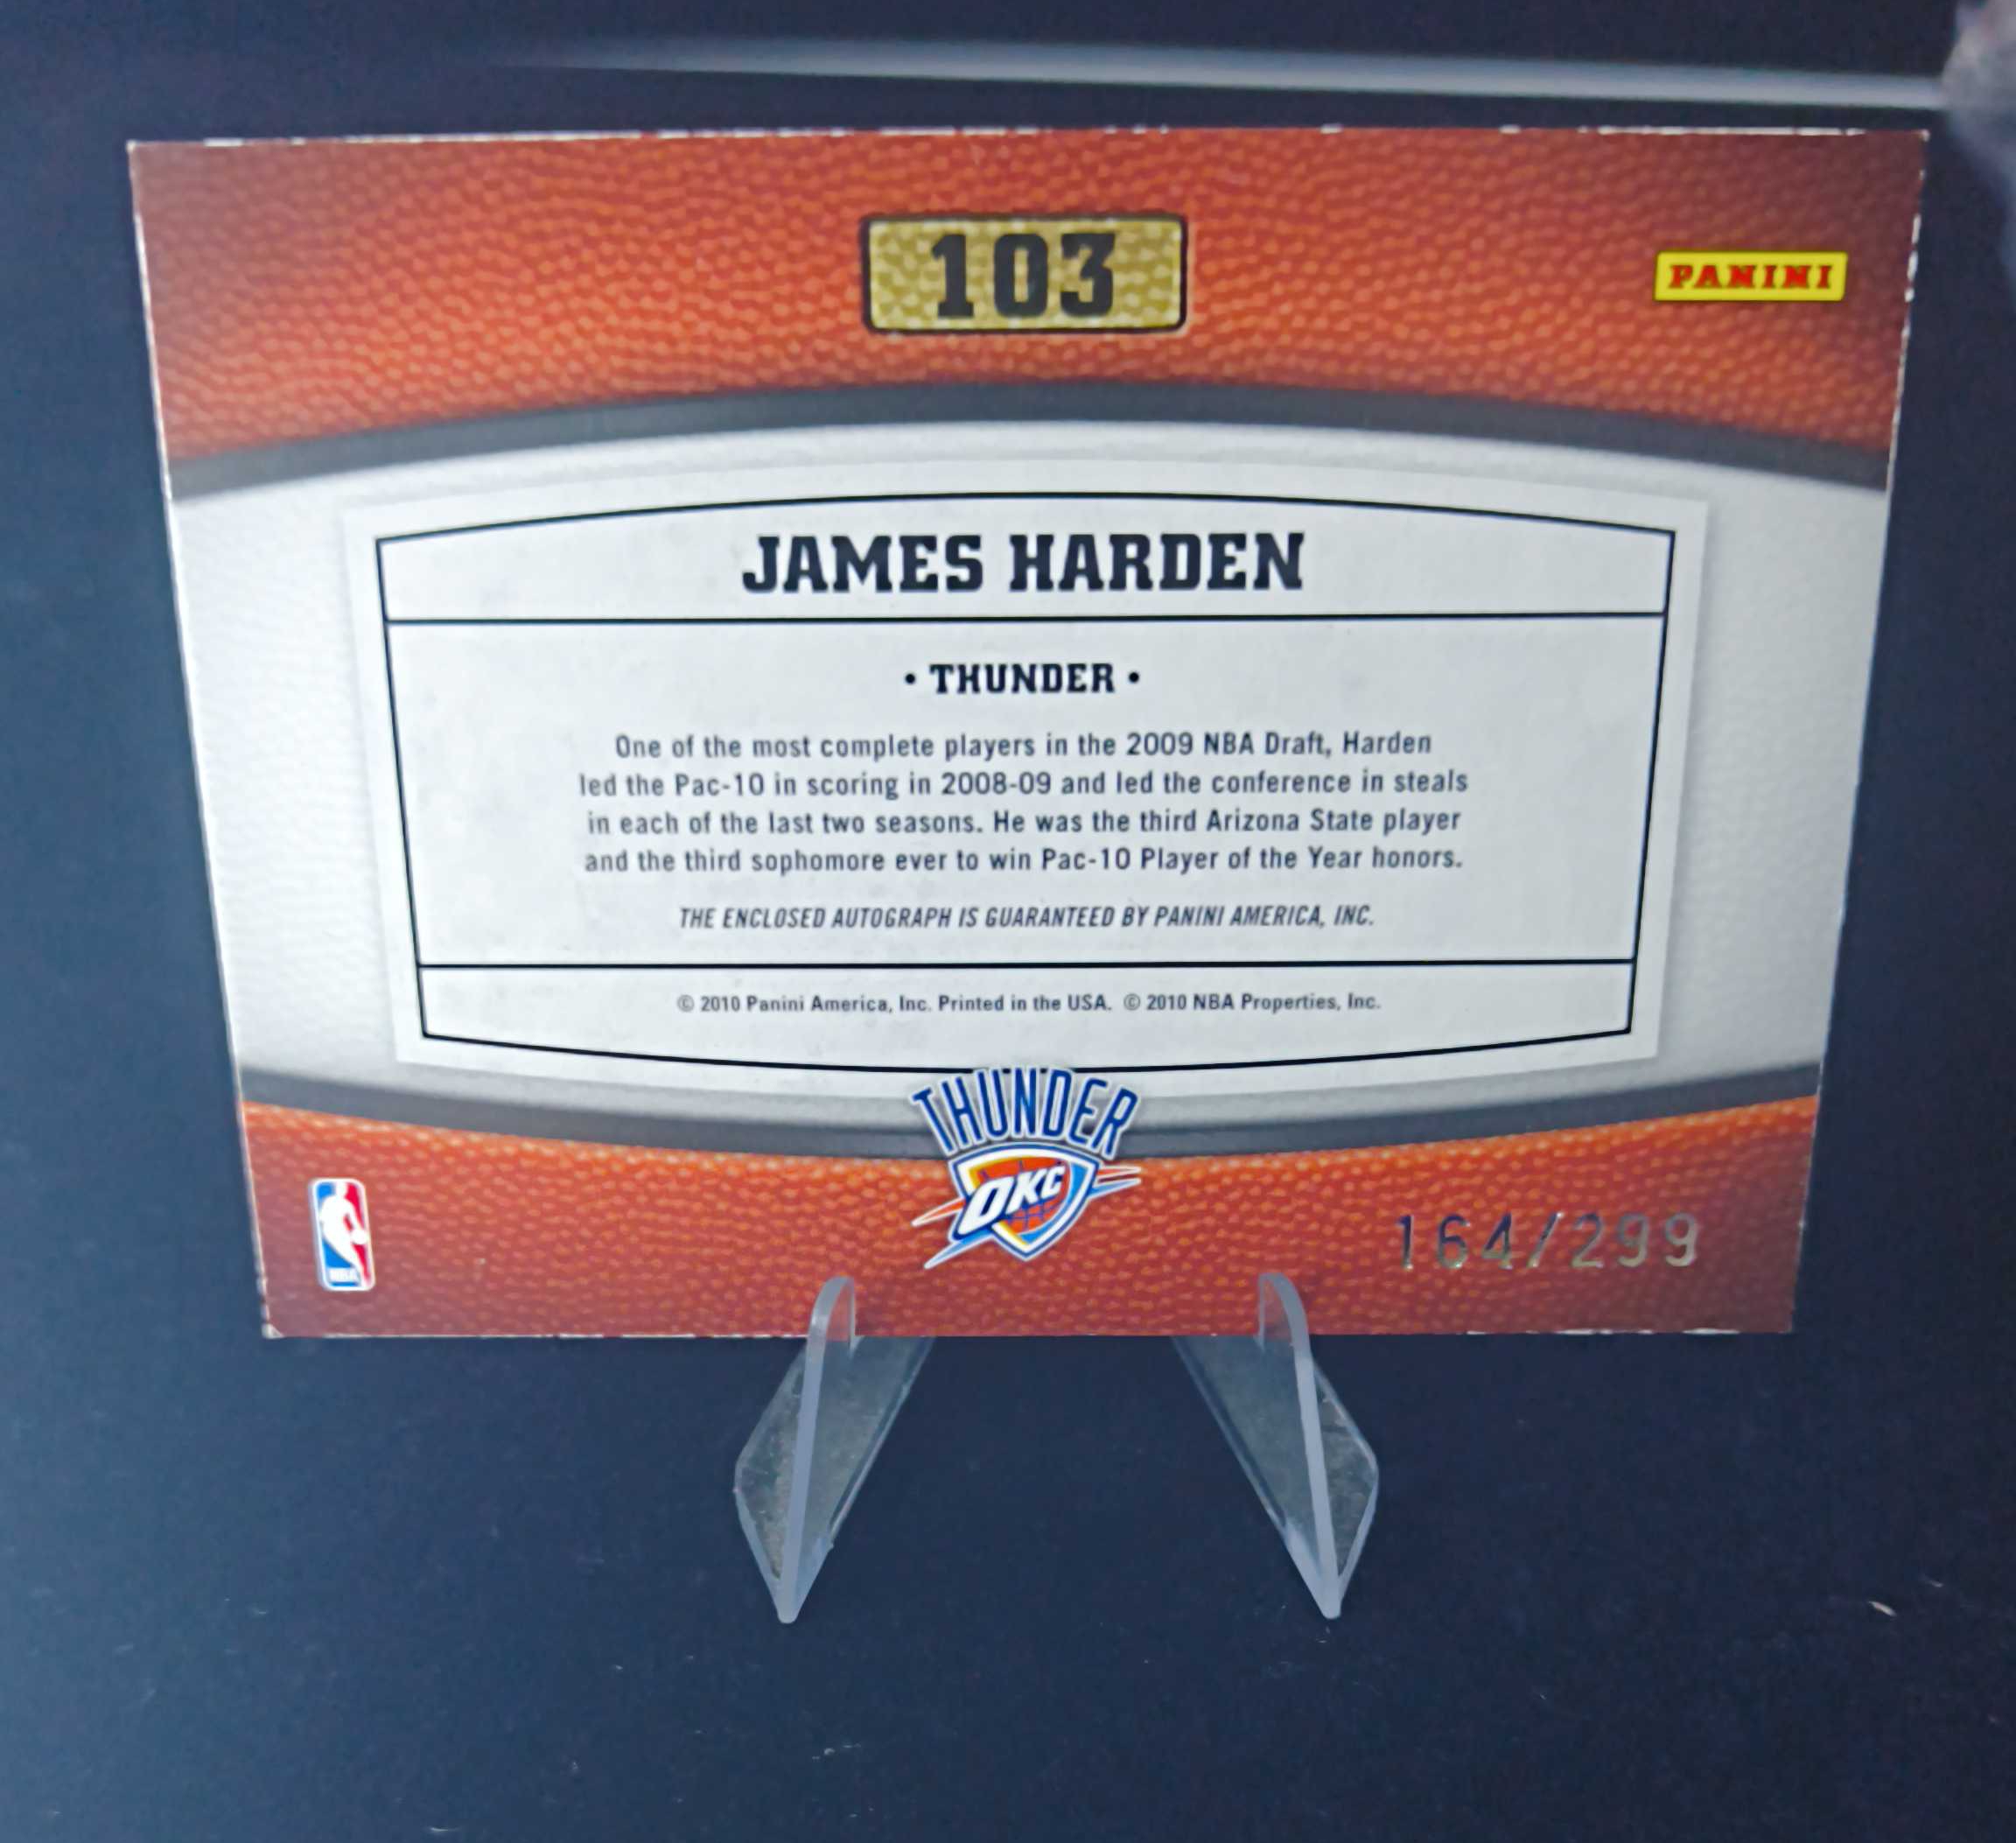 103
PANINI
JAMES HARDEN
• THUNDER •
One of the most complete players in the 2009 NBA Draft, Harden
led the Pac-10 in scoring in 2008-09 and led the conference in steals
in each of the last two seasons. He was the third Arizona State player
and the third sophomore ever to win Pac-10 Player of the Year honors.
THE ENCLOSED AUTOGRAPH IS GUARANTEED BY PANINI AMERICA, INC.
© 2010 Panini America, Inc. Printed in the USA. © 2010 NBA Properties, Inc.
THUNDER
OKC
NBA
164/299